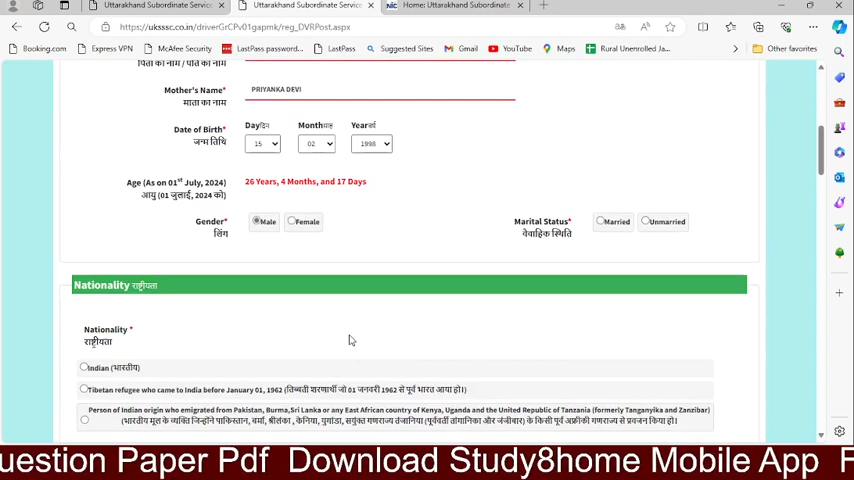 Uttarakhand Subordinate Service
Uttarakhand Subordinate Service
Home: Uttarakhand Subordinate
https://uksssc.co.in/driverGrCPv01gapmk/reg_DVRPost.aspx
Booking.com Express VPN McAfee Security LastPass password... LastPass Suggested Sites Gmail YouTube Maps Rural Unenrolled Ja... Other favorites
पिता का नाम / पति का नाम
Mother's Name* PRIYANKA DEVI
माता का नाम
Dayदिन Monthमाह Yearवर्ष
Date of Birth*
जन्म तिथि
15 02 1998
Age (As on 01st July, 2024) 26 Years, 4 Months, and 17 Days
आयु (01 जुलाई, 2024 को)
Gender* Male Female Marital Status* Married Unmarried
लिंग वैवाहिक स्थिति
Nationality राष्ट्रीयता
Nationality *
राष्ट्रीयता
Indian (भारतीय)
Tibetan refugee who came to India before January 01, 1962 (तिब्बती शरणार्थी जो 01 जनवरी 1962 से पूर्व भारत आया हो।)
Person of Indian origin who emigrated from Pakistan, Burma,Sri Lanka or any East African country of Kenya, Uganda and the United Republic of Tanzania (formerly Tanganyika and Zanzibar)
(भारतीय मूल के व्यक्ति जिन्होंने पाकिस्तान, बर्मा, श्रीलंका , केनिया, युगांडा, सयुंक्त गणराज्य तंजानिया (पूर्ववर्ती तांगानिका और जंजीबार) के किसी पूर्व अफ्रीकी गणराज्य से प्रवजन किया हो।
uestion Paper Pdf Download Study8home Mobile App F